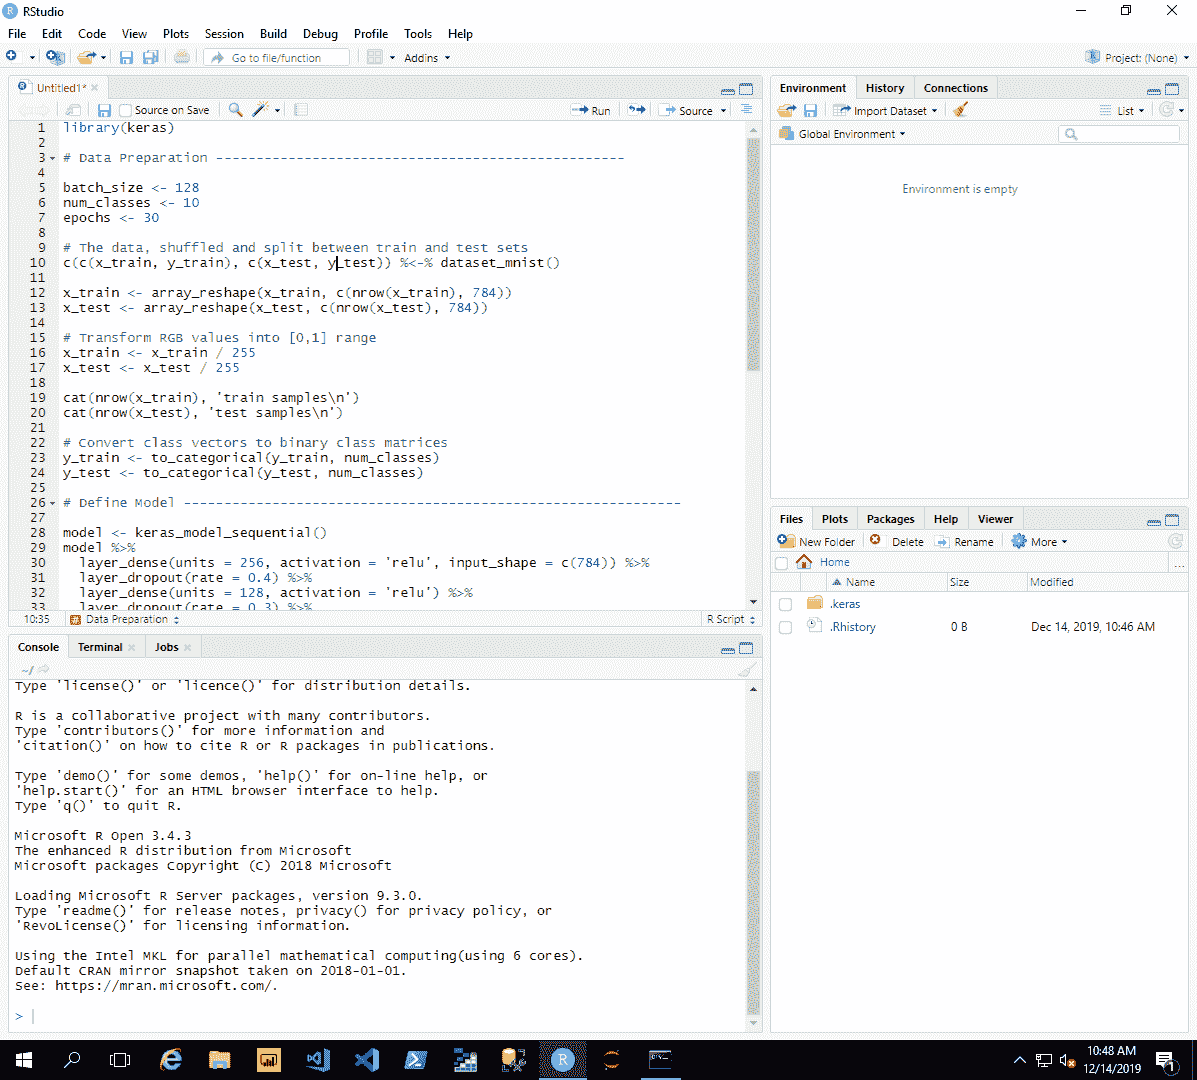 RStudio
File Edit Code View Plots Session Build Debug Profile Tools Help
Go to file/function Addins Project: (None)
Untitled1*
Source on Save Run Source
1 library(keras)
2
3 # Data Preparation ---------------------------------------------------
4
5 batch_size <- 128
6 num_classes <- 10
7 epochs <- 30
8
9 # The data, shuffled and split between train and test sets
10 c(c(x_train, y_train), c(x_test, y_test)) %<-% dataset_mnist()
11
12 x_train <- array_reshape(x_train, c(nrow(x_train), 784))
13 x_test <- array_reshape(x_test, c(nrow(x_test), 784))
14
15 # Transform RGB values into [0,1] range
16 x_train <- x_train / 255
17 x_test <- x_test / 255
18
19 cat(nrow(x_train), 'train samples\n')
20 cat(nrow(x_test), 'test samples\n')
21
22 # Convert class vectors to binary class matrices
23 y_train <- to_categorical(y_train, num_classes)
24 y_test <- to_categorical(y_test, num_classes)
25
26 # Define Model --------------------------------------------------------------
27
28 model <- keras_model_sequential()
29 model %>%
30 layer_dense(units = 256, activation = 'relu', input_shape = c(784)) %>%
31 layer_dropout(rate = 0.4) %>%
32 layer_dense(units = 128, activation = 'relu') %>%
33 layer_dropout(rate = 0.3) %>%
10:35 Data Preparation R Script
Console Terminal Jobs
~/
Type 'license()' or 'licence()' for distribution details.
R is a collaborative project with many contributors.
Type 'contributors()' for more information and
'citation()' on how to cite R or R packages in publications.
Type 'demo()' for some demos, 'help()' for on-line help, or
'help.start()' for an HTML browser interface to help.
Type 'q()' to quit R.
Microsoft R Open 3.4.3
The enhanced R distribution from Microsoft
Microsoft packages Copyright (C) 2018 Microsoft
Loading Microsoft R Server packages, version 9.3.0.
Type 'readme()' for release notes, privacy() for privacy policy, or
'RevoLicense()' for licensing information.
Using the Intel MKL for parallel mathematical computing(using 6 cores).
Default CRAN mirror snapshot taken on 2018-01-01.
See: https://mran.microsoft.com/.
>
Environment History Connections
Import Dataset List
Global Environment
Environment is empty
Files Plots Packages Help Viewer
New Folder Delete Rename More
Home ...
Name Size Modified
.keras
.Rhistory 0 B Dec 14, 2019, 10:46 AM
10:48 AM
12/14/2019
1